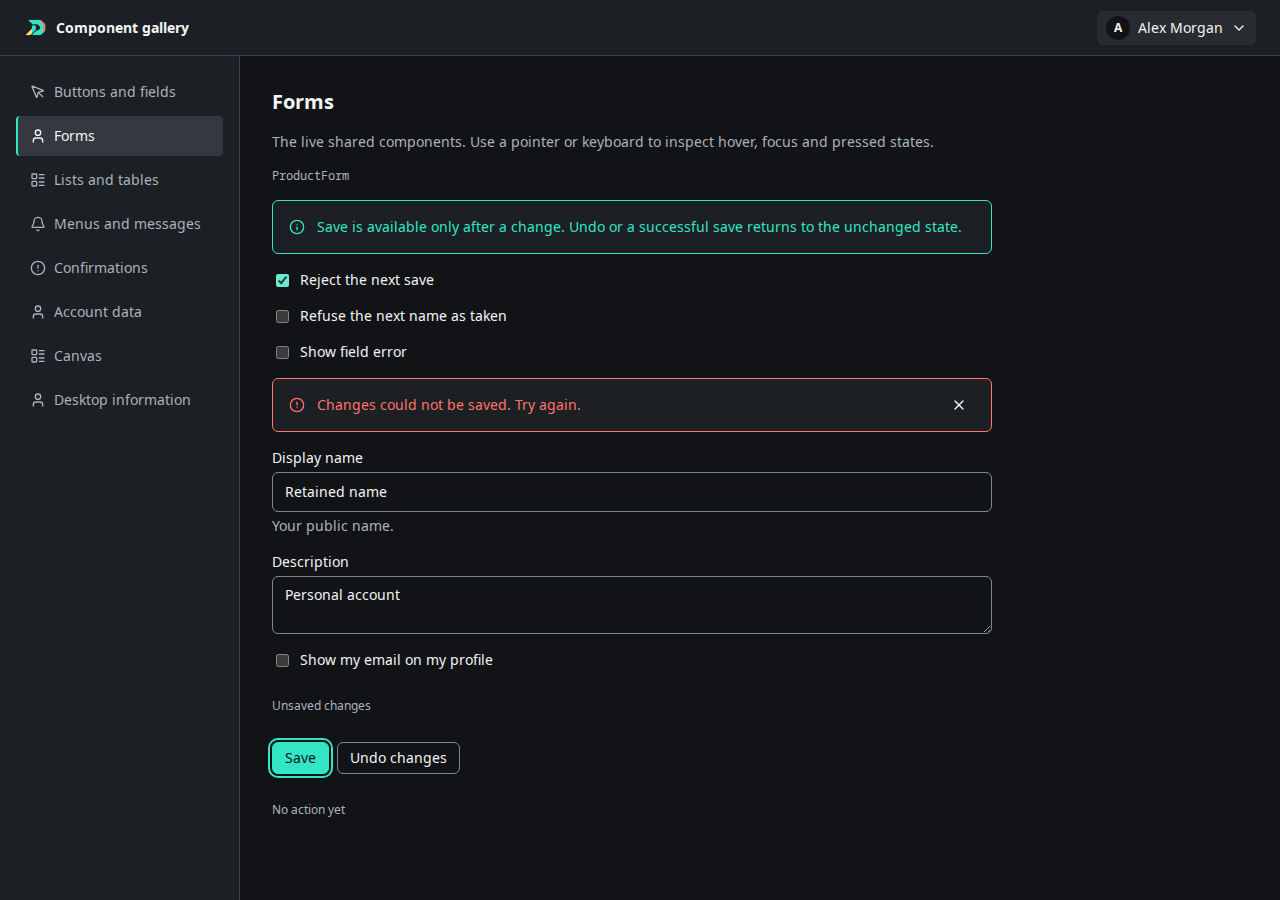 Component gallery
A
Alex Morgan
Buttons and fields
Forms
Lists and tables
Menus and messages
Confirmations
Account data
Canvas
Desktop information
Forms
The live shared components. Use a pointer or keyboard to inspect hover, focus and pressed states.
ProductForm
Save is available only after a change. Undo or a successful save returns to the unchanged state.
Reject the next save
Refuse the next name as taken
Show field error
Changes could not be saved. Try again.
Display name
Retained name
Your public name.
Description
Personal account
Show my email on my profile
Unsaved changes
Save
Undo changes
No action yet